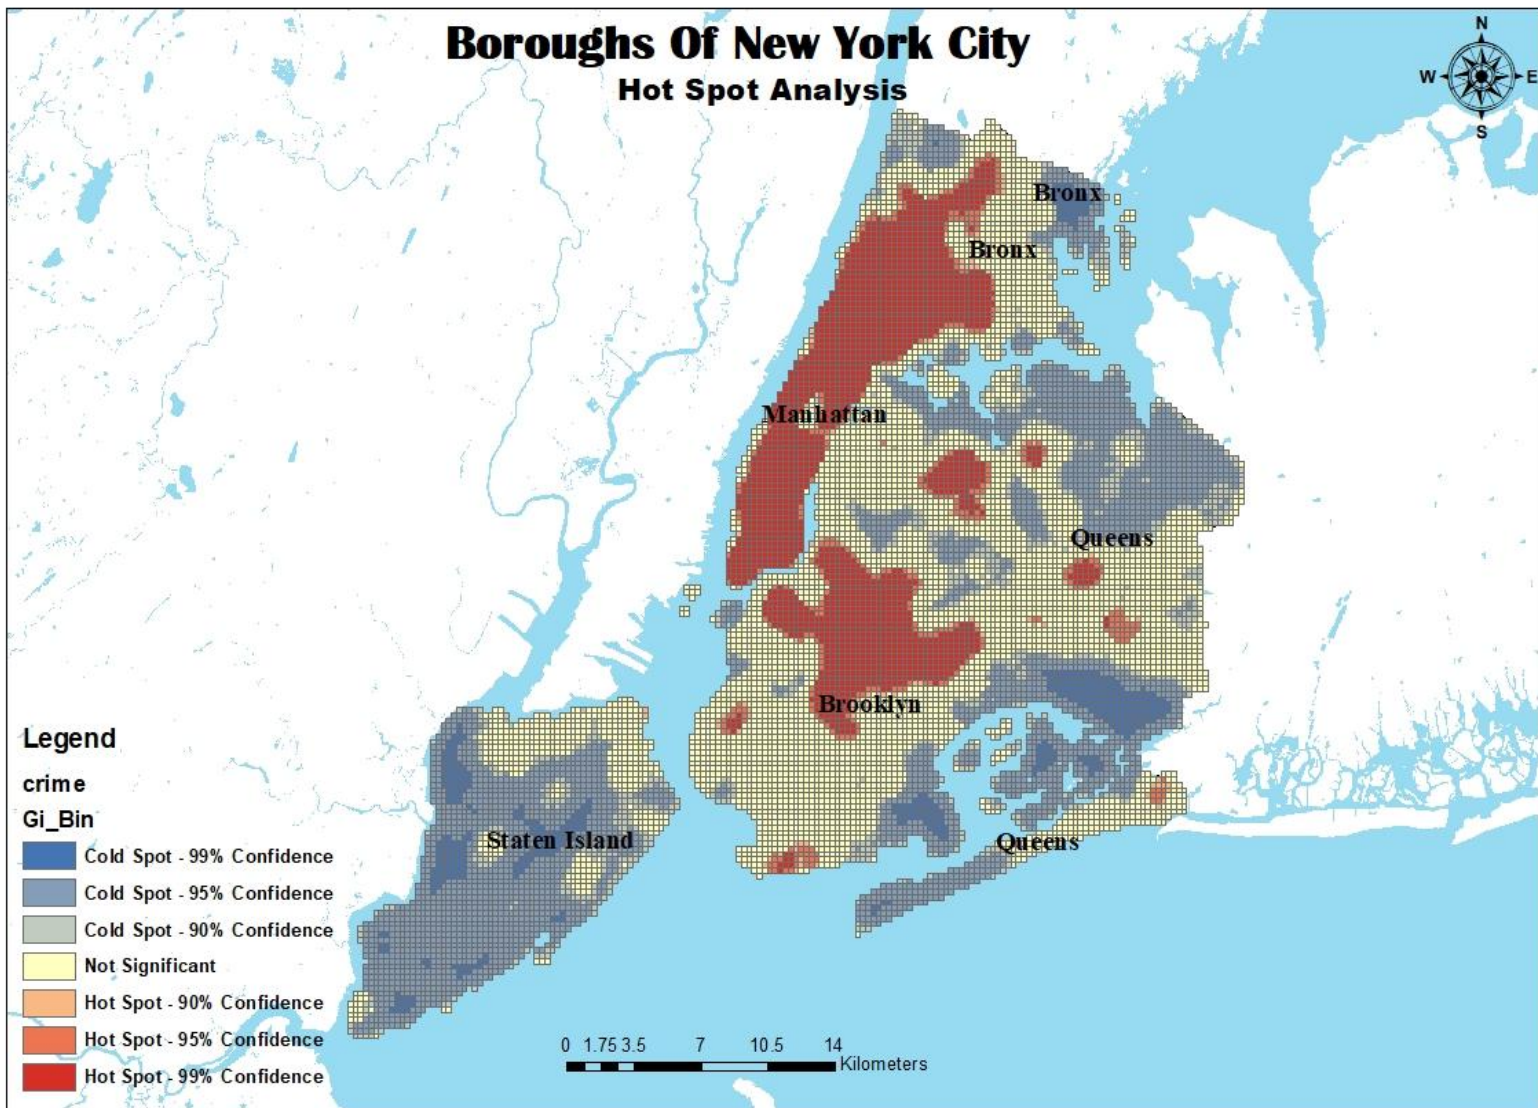 Boroughs Of New York City
Hot Spot Analysis
N
W E
S
Bronx
Bronx
Manhattan
Queens
Brooklyn
Staten Island
Queens
Legend
crime
Gi_Bin
Cold Spot - 99% Confidence
Cold Spot - 95% Confidence
Cold Spot - 90% Confidence
Not Significant
Hot Spot - 90% Confidence
Hot Spot - 95% Confidence
Hot Spot - 99% Confidence
0 1.75 3.5 7 10.5 14
Kilometers